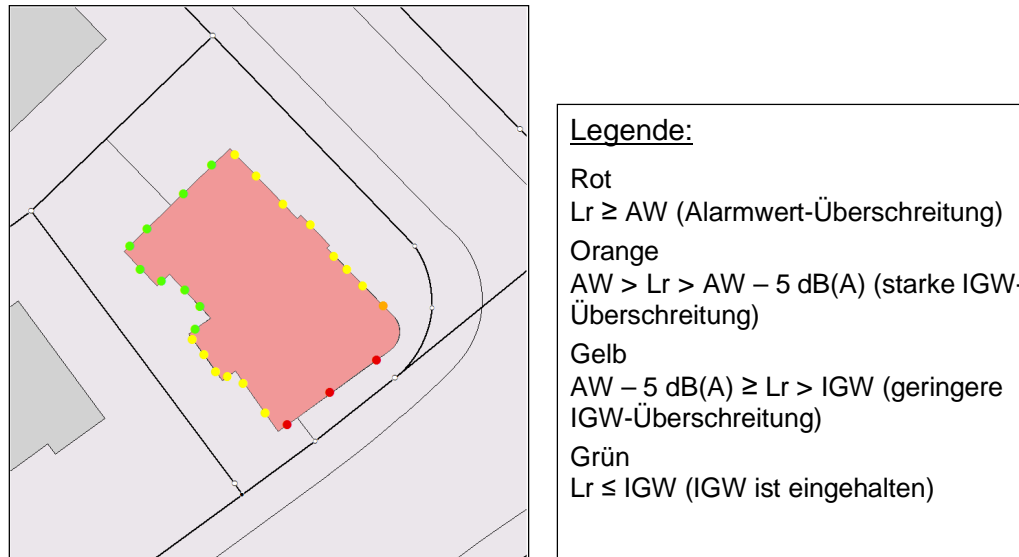 Legende:
Rot
Lr ≥ AW (Alarmwert-Überschreitung)
Orange
AW > Lr > AW – 5 dB(A) (starke IGW-
Überschreitung)
Gelb
AW – 5 dB(A) ≥ Lr > IGW (geringere
IGW-Überschreitung)
Grün
Lr ≤ IGW (IGW ist eingehalten)